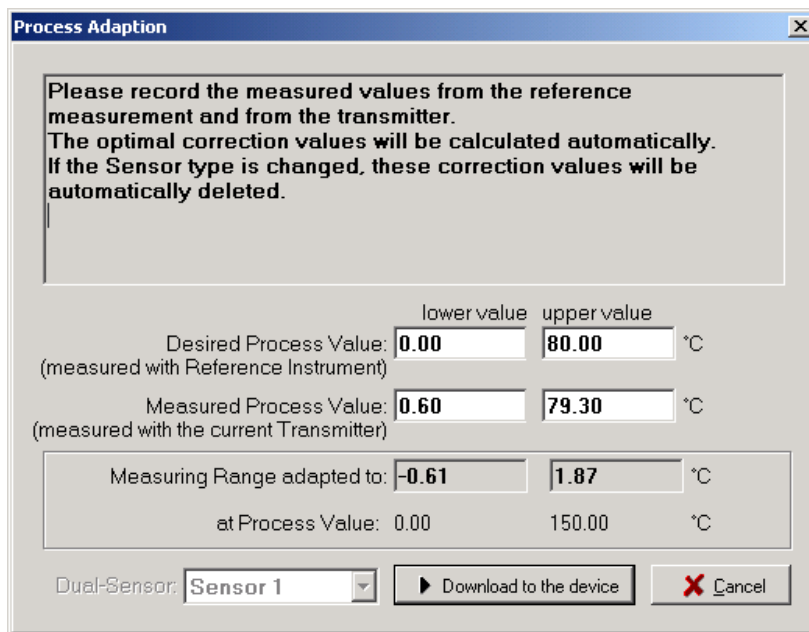 Process Adaption
Please record the measured values from the reference
measurement and from the transmitter.
The optimal correction values will be calculated automatically.
If the Sensor type is changed, these correction values will be
automatically deleted.
lower value upper value
Desired Process Value: 0.00 80.00 °C
(measured with Reference Instrument)
Measured Process Value: 0.60 79.30 °C
(measured with the current Transmitter)
Measuring Range adapted to: -0.61 1.87 °C
at Process Value: 0.00 150.00 °C
Dual-Sensor: Sensor 1 Download to the device Cancel